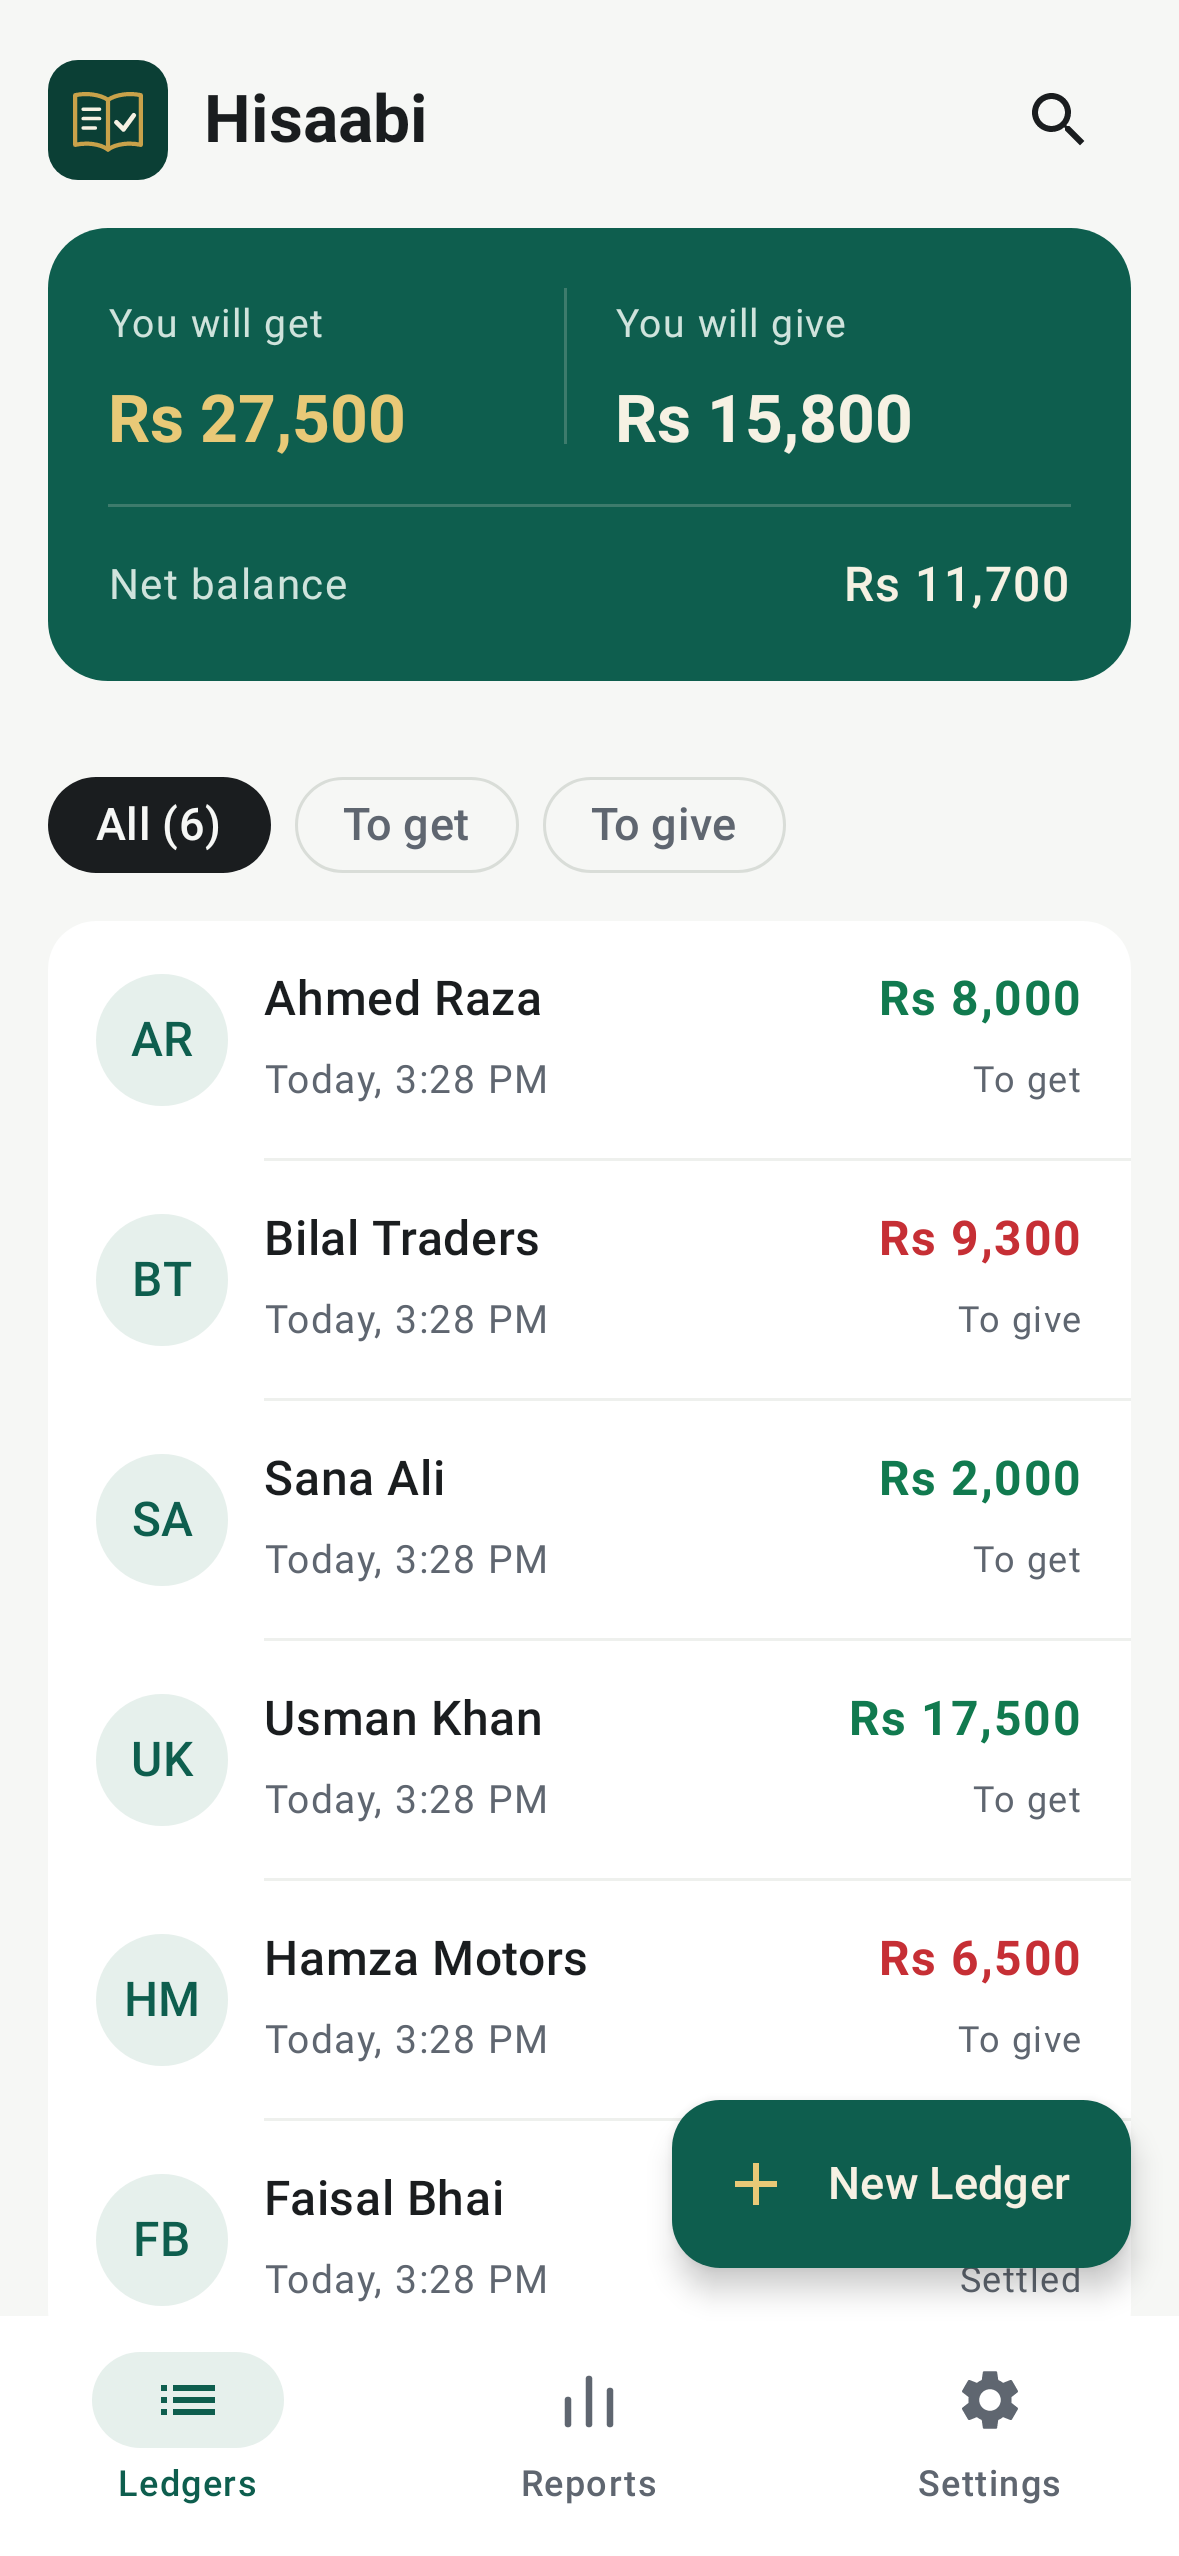 Hisaabi
You will get
You will give
Rs 27,500
Rs 15,800
Net balance
Rs 11,700
All (6)
To get
To give
AR
Ahmed Raza
Rs 8,000
Today, 3:28 PM
To get
BT
Bilal Traders
Rs 9,300
Today, 3:28 PM
To give
SA
Sana Ali
Rs 2,000
Today, 3:28 PM
To get
UK
Usman Khan
Rs 17,500
Today, 3:28 PM
To get
HM
Hamza Motors
Rs 6,500
Today, 3:28 PM
To give
FB
Faisal Bhai
Today, 3:28 PM
Settled
New Ledger
Ledgers
Reports
Settings